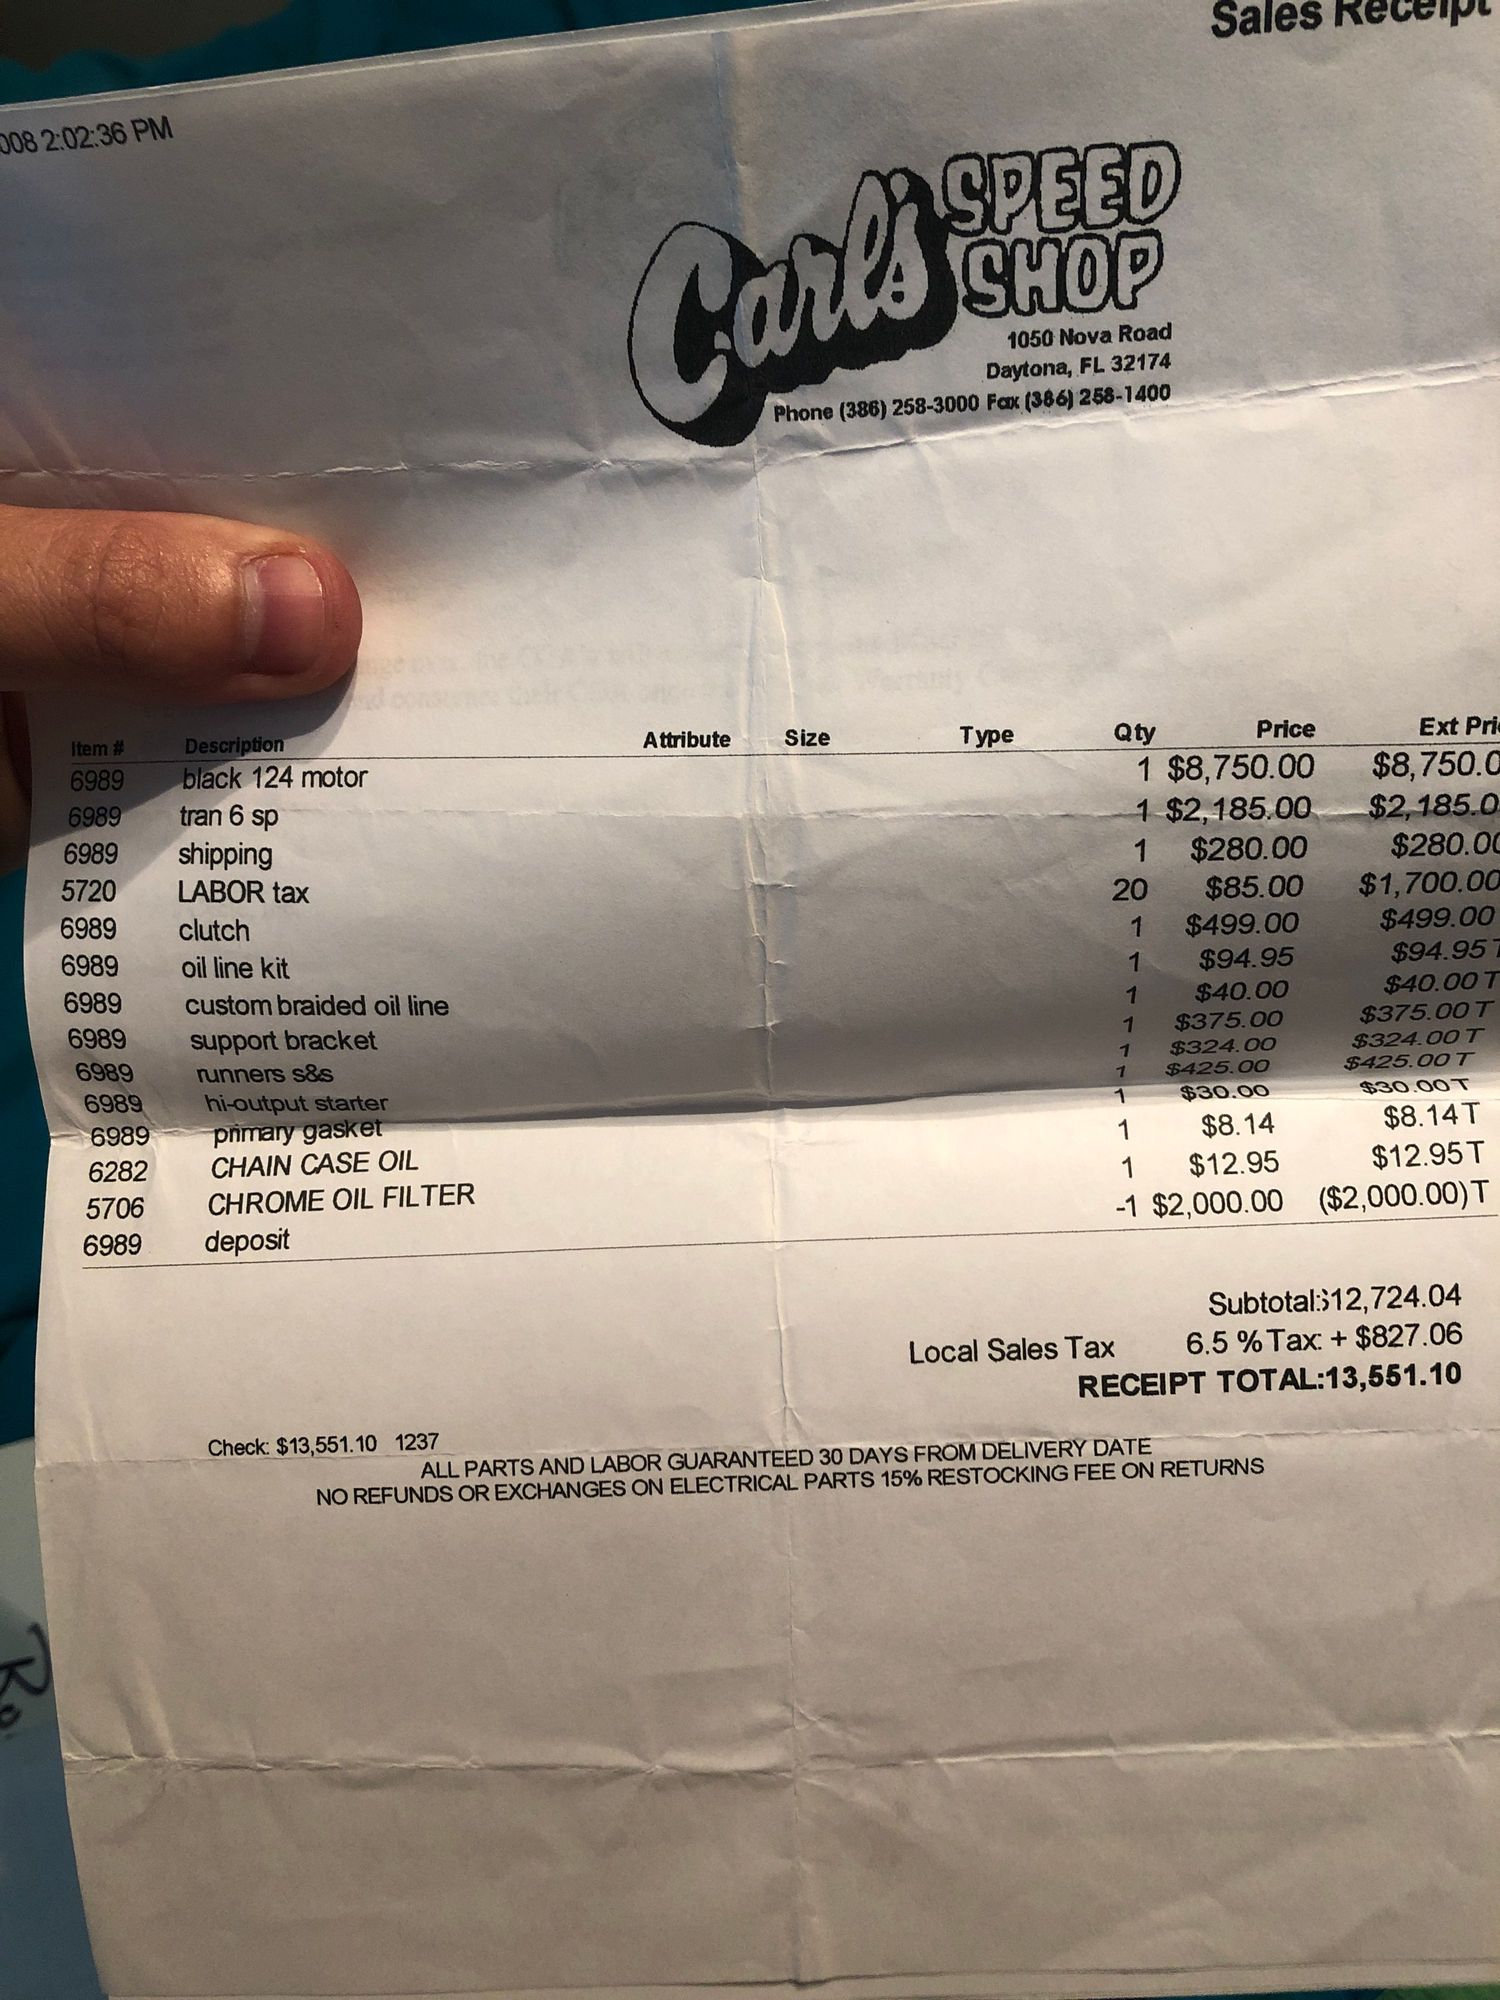 Sales Receipt
008 2:02:36 PM
Carl's SPEED SHOP
1050 Nova Road
Daytona, FL 32174
Phone (386) 258-3000 Fax (386) 258-1400
Item # Description Attribute Size Type Qty Price Ext Pri
6989 black 124 motor 1 $8,750.00 $8,750.0
6989 tran 6 sp 1 $2,185.00 $2,185.0
6989 shipping 1 $280.00 $280.00
5720 LABOR tax 20 $85.00 $1,700.00
6989 clutch 1 $499.00 $499.00
6989 oil line kit 1 $94.95 $94.95 T
6989 custom braided oil line 1 $40.00 $40.00 T
6989 support bracket 1 $375.00 $375.00 T
6989 runners s&s 1 $324.00 $324.00 T
6989 hi-output starter 1 $425.00 $425.00 T
6989 primary gasket 1 $30.00 $30.00 T
6282 CHAIN CASE OIL 1 $8.14 $8.14 T
5706 CHROME OIL FILTER 1 $12.95 $12.95 T
6989 deposit -1 $2,000.00 ($2,000.00) T
Subtotal: $12,724.04
Local Sales Tax 6.5 % Tax: + $827.06
RECEIPT TOTAL: 13,551.10
Check: $13,551.10 1237
ALL PARTS AND LABOR GUARANTEED 30 DAYS FROM DELIVERY DATE
NO REFUNDS OR EXCHANGES ON ELECTRICAL PARTS 15% RESTOCKING FEE ON RETURNS